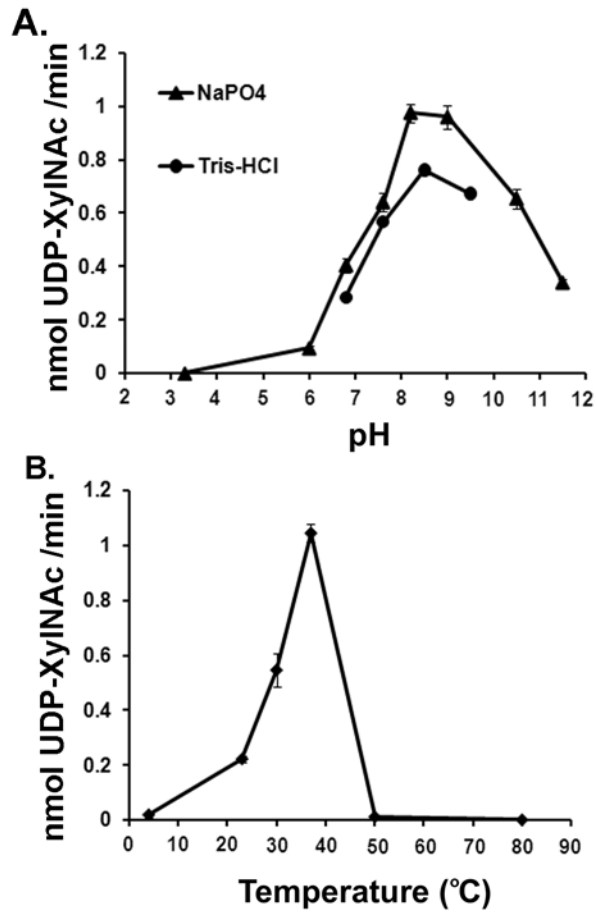 A.
nmol UDP-XylNAc /min
1.2
1
0.8
0.6
0.4
0.2
0
NaPO4
Tris-HCl
2 3 4 5 6 7 8 9 10 11 12
pH
B.
nmol UDP-XylNAc /min
1.2
1
0.8
0.6
0.4
0.2
0
0 10 20 30 40 50 60 70 80 90
Temperature (°C)